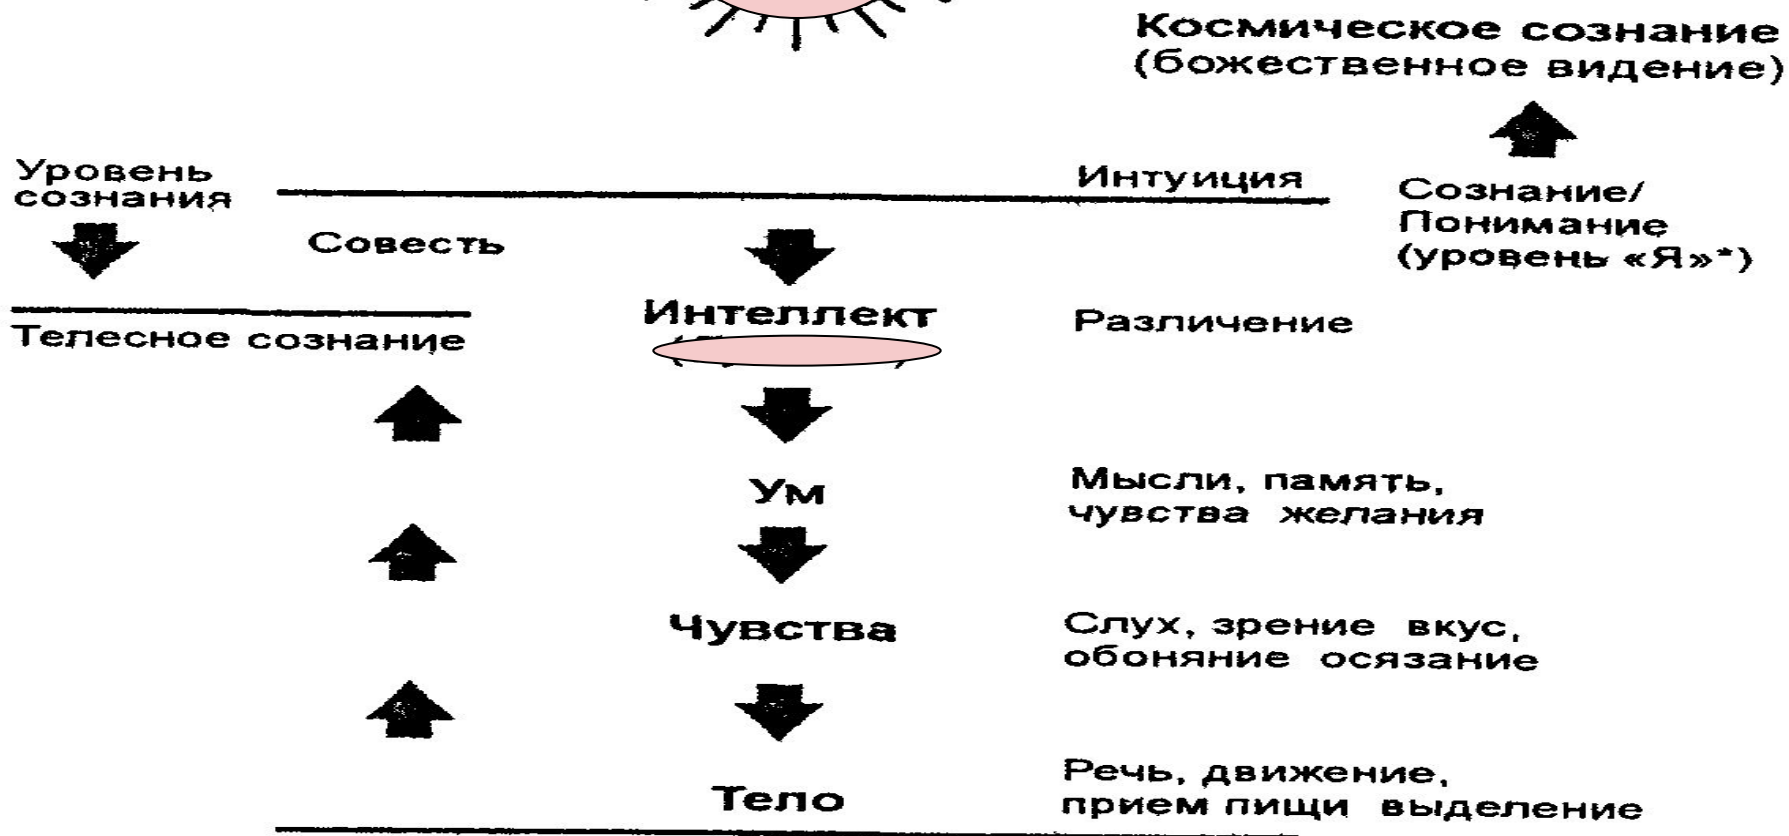 Космическое сознание
(божественное видение)
Уровень
сознания
Интуиция
Сознание/
Понимание
(уровень «Я»*)
Совесть
Интеллект
Различение
Телесное сознание
Ум
Мысли, память,
чувства желания
Чувства
Слух, зрение вкус,
обоняние осязание
Тело
Речь, движение,
прием пищи выделение